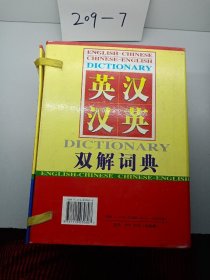 209-7
ENGLISH-CHINESE
CHINESE-ENGLISH
DICTIONARY
英汉
汉英
DICTIONARY
双解词典
ENGLISH-CHINESE CHINESE-ENGLISH